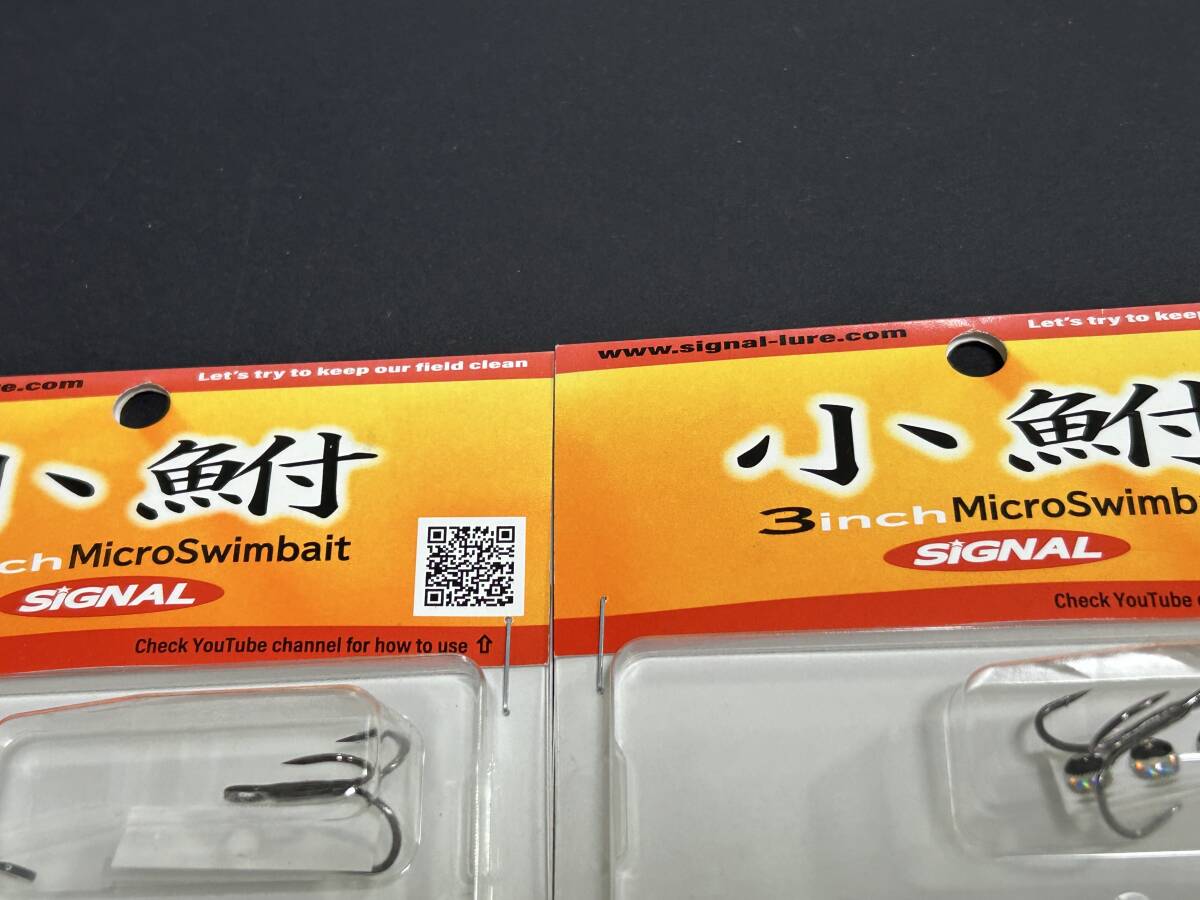 e.com Let's try to keep our field clean
小鮒
nch MicroSwimbait
SiGNAL
Check YouTube channel for how to use ⇧
www.signal-lure.com Let's try to keep
小鮒
3inch MicroSwimb
SiGNAL
Check YouTube